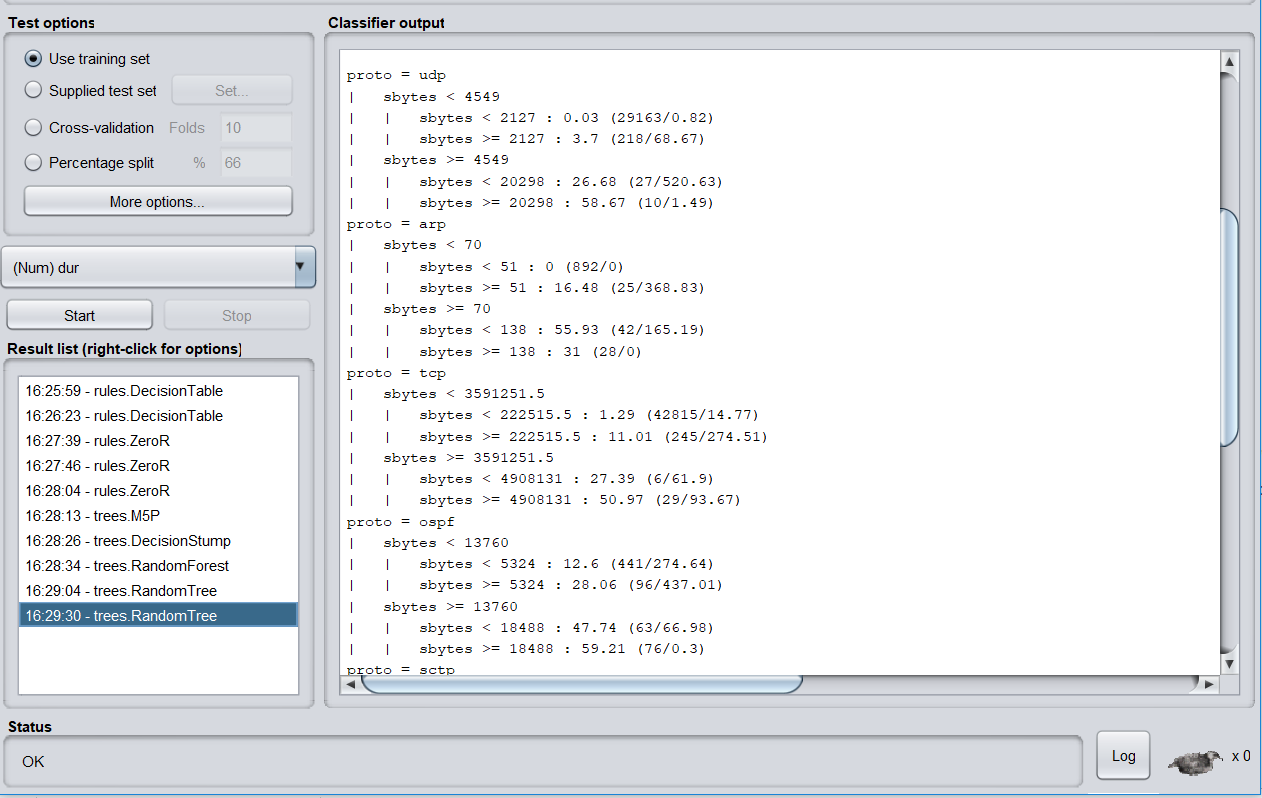 Test options
Use training set
Supplied test set Set...
Cross-validation Folds 10
Percentage split % 66
More options...
(Num) dur
Start Stop
Result list (right-click for options)
16:25:59 - rules.DecisionTable
16:26:23 - rules.DecisionTable
16:27:39 - rules.ZeroR
16:27:46 - rules.ZeroR
16:28:04 - rules.ZeroR
16:28:13 - trees.M5P
16:28:26 - trees.DecisionStump
16:28:34 - trees.RandomForest
16:29:04 - trees.RandomTree
16:29:30 - trees.RandomTree
Classifier output
proto = udp
| sbytes < 4549
| | sbytes < 2127 : 0.03 (29163/0.82)
| | sbytes >= 2127 : 3.7 (218/68.67)
| sbytes >= 4549
| | sbytes < 20298 : 26.68 (27/520.63)
| | sbytes >= 20298 : 58.67 (10/1.49)
proto = arp
| sbytes < 70
| | sbytes < 51 : 0 (892/0)
| | sbytes >= 51 : 16.48 (25/368.83)
| sbytes >= 70
| | sbytes < 138 : 55.93 (42/165.19)
| | sbytes >= 138 : 31 (28/0)
proto = tcp
| sbytes < 3591251.5
| | sbytes < 222515.5 : 1.29 (42815/14.77)
| | sbytes >= 222515.5 : 11.01 (245/274.51)
| sbytes >= 3591251.5
| | sbytes < 4908131 : 27.39 (6/61.9)
| | sbytes >= 4908131 : 50.97 (29/93.67)
proto = ospf
| sbytes < 13760
| | sbytes < 5324 : 12.6 (441/274.64)
| | sbytes >= 5324 : 28.06 (96/437.01)
| sbytes >= 13760
| | sbytes < 18488 : 47.74 (63/66.98)
| | sbytes >= 18488 : 59.21 (76/0.3)
proto = sctp
Status
OK
Log
x 0